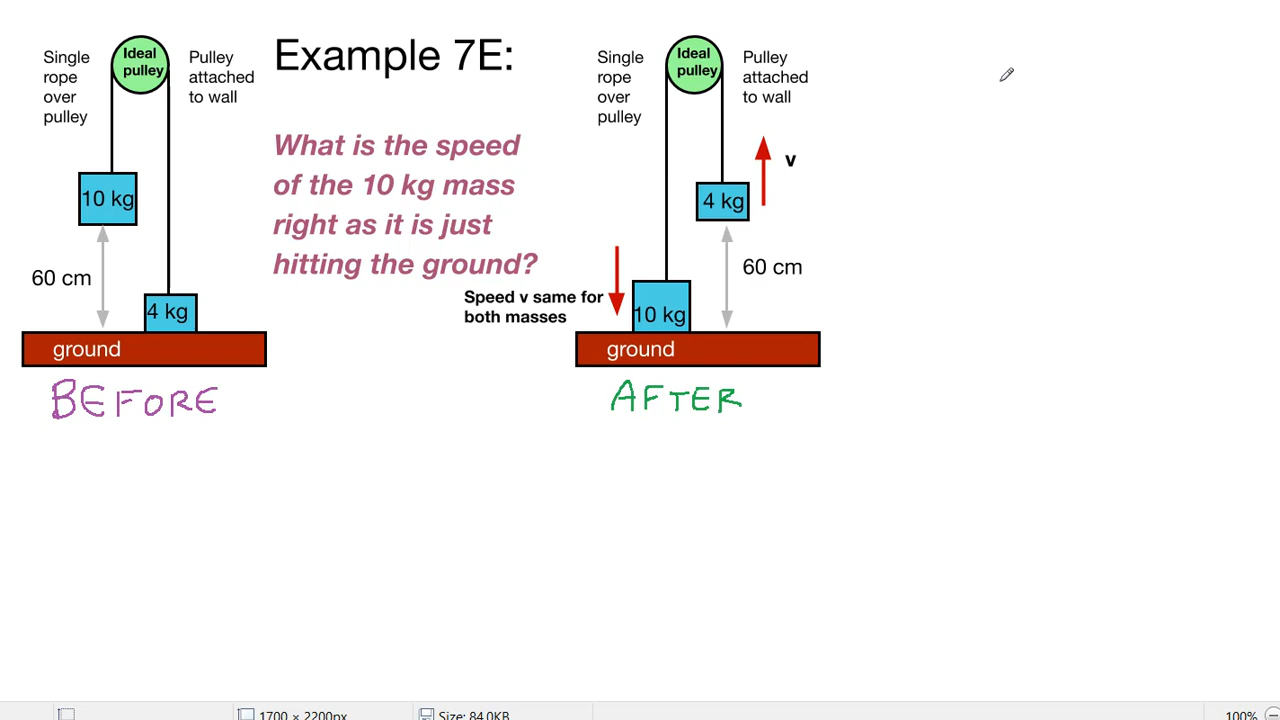 Example 7E:
Single
rope
over
pulley
Ideal
pulley
Pulley
attached
to wall
What is the speed
of the 10 kg mass
right as it is just
hitting the ground?
10 kg
60 cm
4 kg
ground
BEFORE
Single
rope
over
pulley
Ideal
pulley
Pulley
attached
to wall
v
4 kg
60 cm
Speed v same for
both masses
10 kg
ground
AFTER
1700 × 2200px
Size: 84.0KB
100%